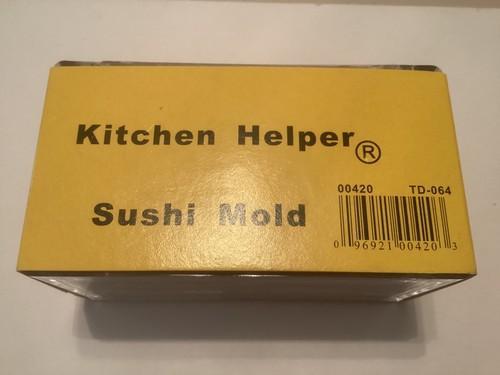 Kitchen Helper®
00420 TD-064
Sushi Mold
0 96921 00420 3